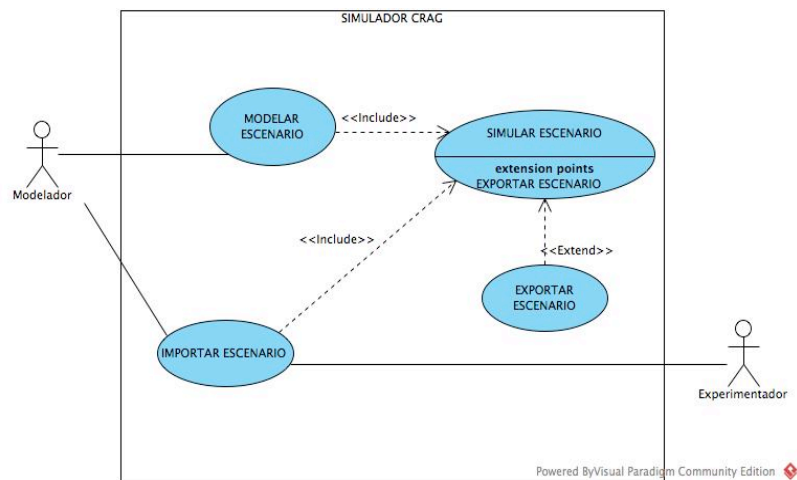 SIMULADOR CRAG
MODELAR
ESCENARIO
<<Include>>
SIMULAR ESCENARIO
extension points
EXPORTAR ESCENARIO
Modelador
<<Include>>
<<Extend>>
EXPORTAR
ESCENARIO
IMPORTAR ESCENARIO
Experimentador
Powered ByVisual Paradigm Community Edition